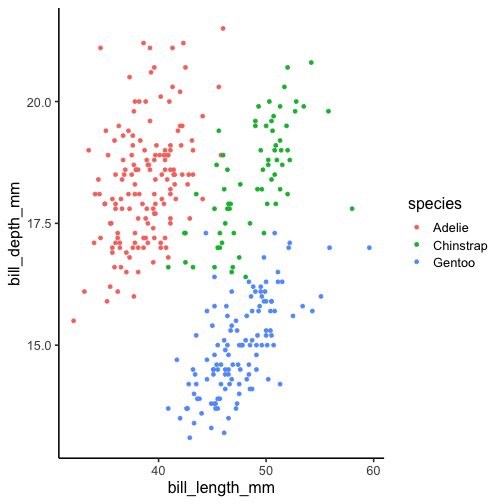 20.0
17.5
15.0
bill_depth_mm
40
50
60
bill_length_mm
species
Adelie
Chinstrap
Gentoo